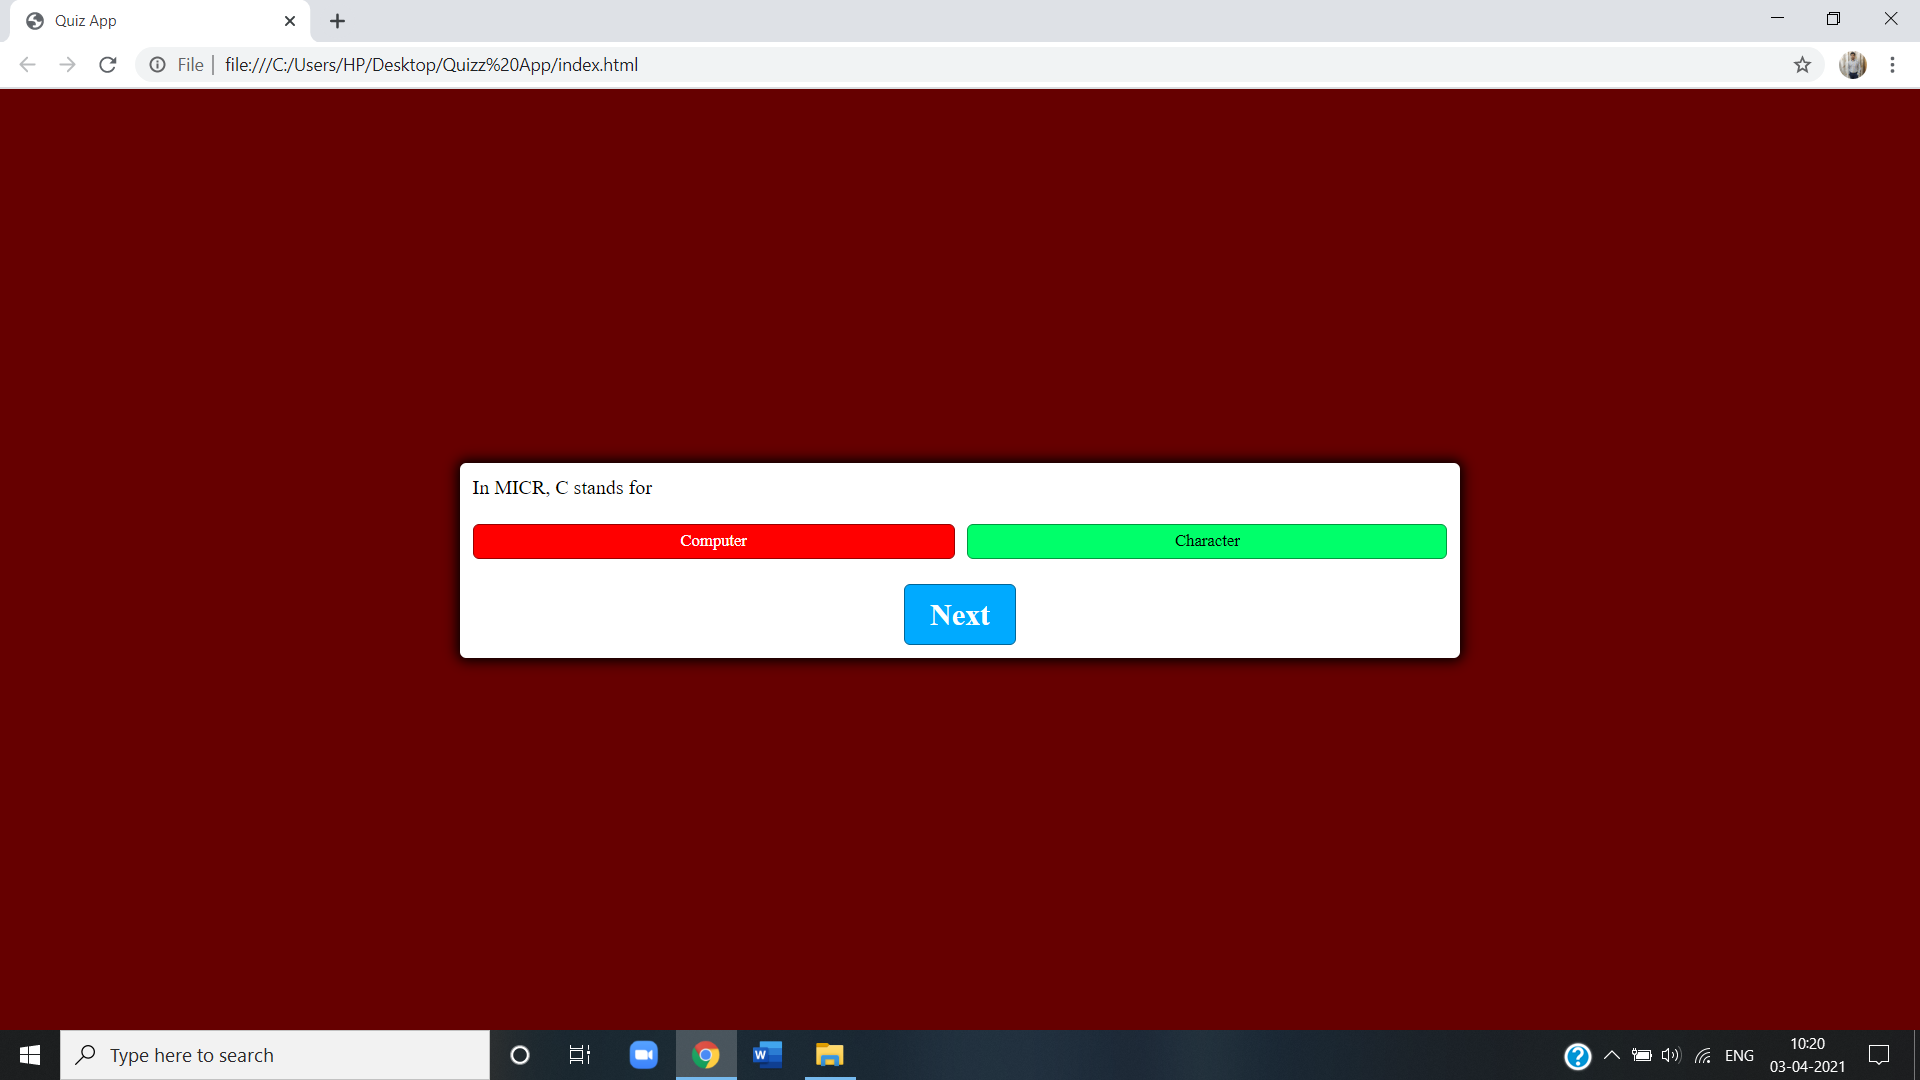 Quiz App
File
file:///C:/Users/HP/Desktop/Quizz%20App/index.html
In MICR, C stands for
Computer
Character
Next
Type here to search
W
?
ENG
10:20
03-04-2021